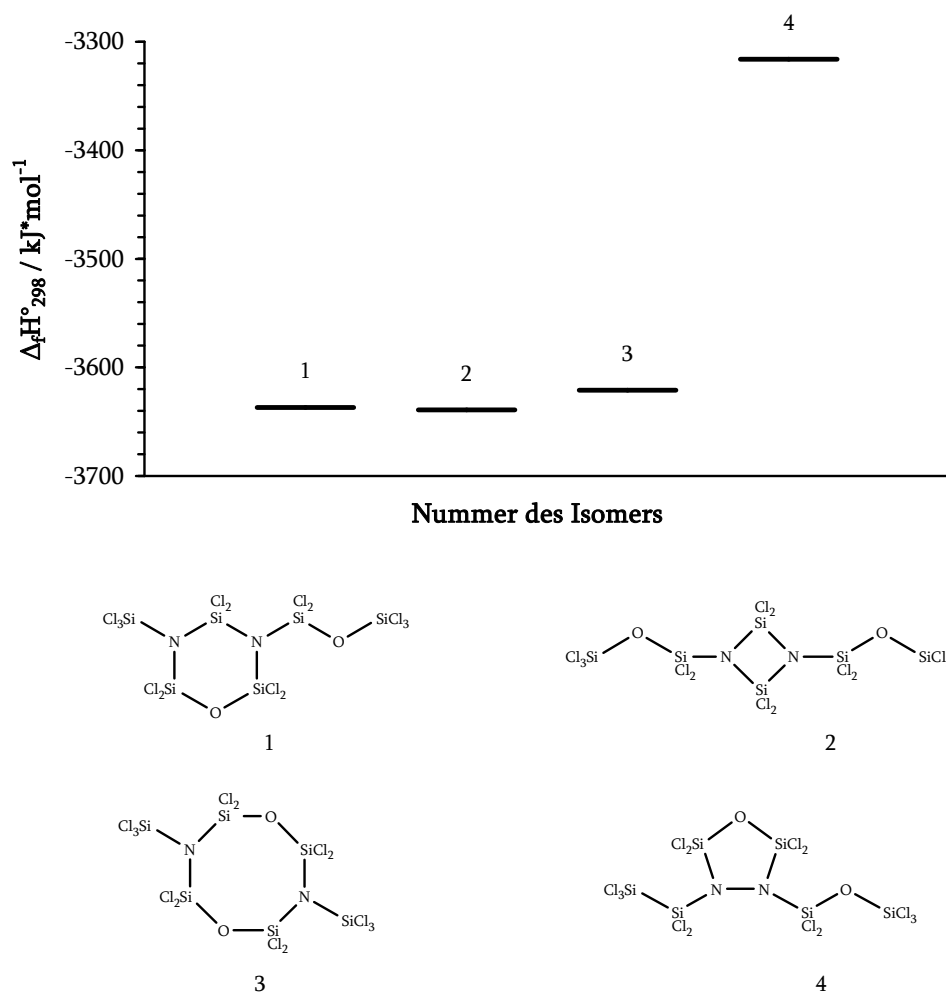 -3300
-3400
-3500
-3600
-3700
ΔfH°298 / kJ*mol-1
1
2
3
4
Nummer des Isomers
Cl3Si
N
Cl2
Si
N
Cl2
Si
O
SiCl3
Cl2Si
O
SiCl2
1
Cl3Si
O
Si
Cl2
N
Cl2
Si
N
Si
Cl2
Si
Cl2
O
SiCl
2
Cl3Si
N
Cl2
Si
O
SiCl2
N
SiCl3
Cl2Si
O
Si
Cl2
3
O
Cl2Si
SiCl2
Cl3Si
N
N
O
Si
Cl2
Si
Cl2
SiCl3
4